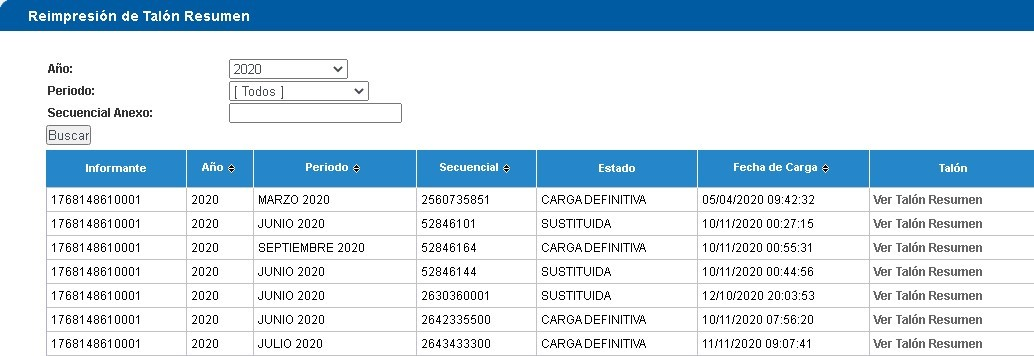 Reimpresión de Talón Resumen
Año: 2020
Periodo: [ Todos ]
Secuencial Anexo:
Buscar
Informante Año Periodo Secuencial Estado Fecha de Carga Talón
1768148610001 2020 MARZO 2020 2560735851 CARGA DEFINITIVA 05/04/2020 09:42:32 Ver Talón Resumen
1768148610001 2020 JUNIO 2020 52846101 SUSTITUIDA 10/11/2020 00:27:15 Ver Talón Resumen
1768148610001 2020 SEPTIEMBRE 2020 52846164 CARGA DEFINITIVA 10/11/2020 00:55:31 Ver Talón Resumen
1768148610001 2020 JUNIO 2020 52846144 SUSTITUIDA 10/11/2020 00:44:56 Ver Talón Resumen
1768148610001 2020 JUNIO 2020 2630360001 SUSTITUIDA 12/10/2020 20:03:53 Ver Talón Resumen
1768148610001 2020 JUNIO 2020 2642335500 CARGA DEFINITIVA 10/11/2020 07:56:20 Ver Talón Resumen
1768148610001 2020 JULIO 2020 2643433300 CARGA DEFINITIVA 11/11/2020 09:07:41 Ver Talón Resumen